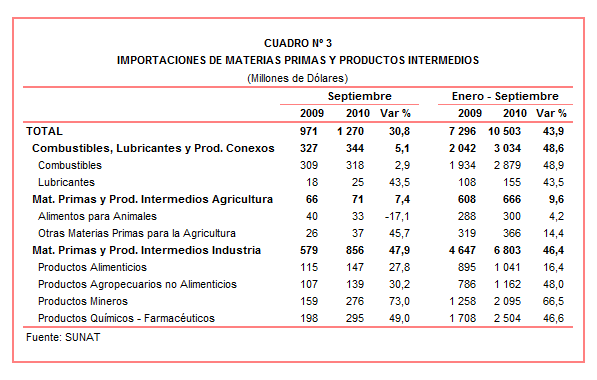 CUADRO Nº 3
IMPORTACIONES DE MATERIAS PRIMAS Y PRODUCTOS INTERMEDIOS
(Millones de Dólares)
Septiembre Enero - Septiembre
2009 2010 Var % 2009 2010 Var %
TOTAL 971 1 270 30,8 7 296 10 503 43,9
Combustibles, Lubricantes y Prod. Conexos 327 344 5,1 2 042 3 034 48,6
Combustibles 309 318 2,9 1 934 2 879 48,9
Lubricantes 18 25 43,5 108 155 43,5
Mat. Primas y Prod. Intermedios Agricultura 66 71 7,4 608 666 9,6
Alimentos para Animales 40 33 -17,1 288 300 4,2
Otras Materias Primas para la Agricultura 26 37 45,7 319 366 14,4
Mat. Primas y Prod. Intermedios Industria 579 856 47,9 4 647 6 803 46,4
Productos Alimenticios 115 147 27,8 895 1 041 16,4
Productos Agropecuarios no Alimenticios 107 139 30,2 786 1 162 48,0
Productos Mineros 159 276 73,0 1 258 2 095 66,5
Productos Químicos - Farmacéuticos 198 295 49,0 1 708 2 504 46,6
Fuente: SUNAT